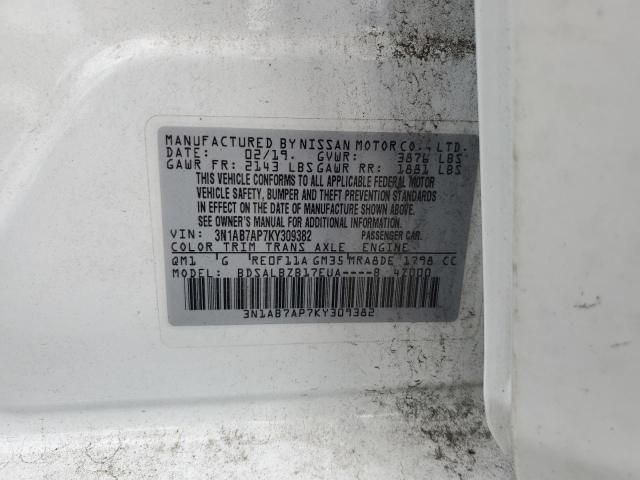 MANUFACTURED BY NISSAN MOTOR CO., LTD.
DATE: 02/19. GVWR: 3876 LBS
GAWR FR: 2143 LBS GAWR RR: 1881 LBS
THIS VEHICLE CONFORMS TO ALL APPLICABLE FEDERAL MOTOR
VEHICLE SAFETY, BUMPER AND THEFT PREVENTION STANDARDS
IN EFFECT ON THE DATE OF MANUFACTURE SHOWN ABOVE.
SEE OWNER'S MANUAL FOR ADDITIONAL INFORMATION.
VIN: 3N1AB7AP7KY309382 PASSENGER CAR.
COLOR TRIM TRANS AXLE ENGINE
QM1 G RE0F11A GM35 MRA8DE 1798 CC
MODEL: BDSALBZB17EUA----B 47000
3N1AB7AP7KY309382